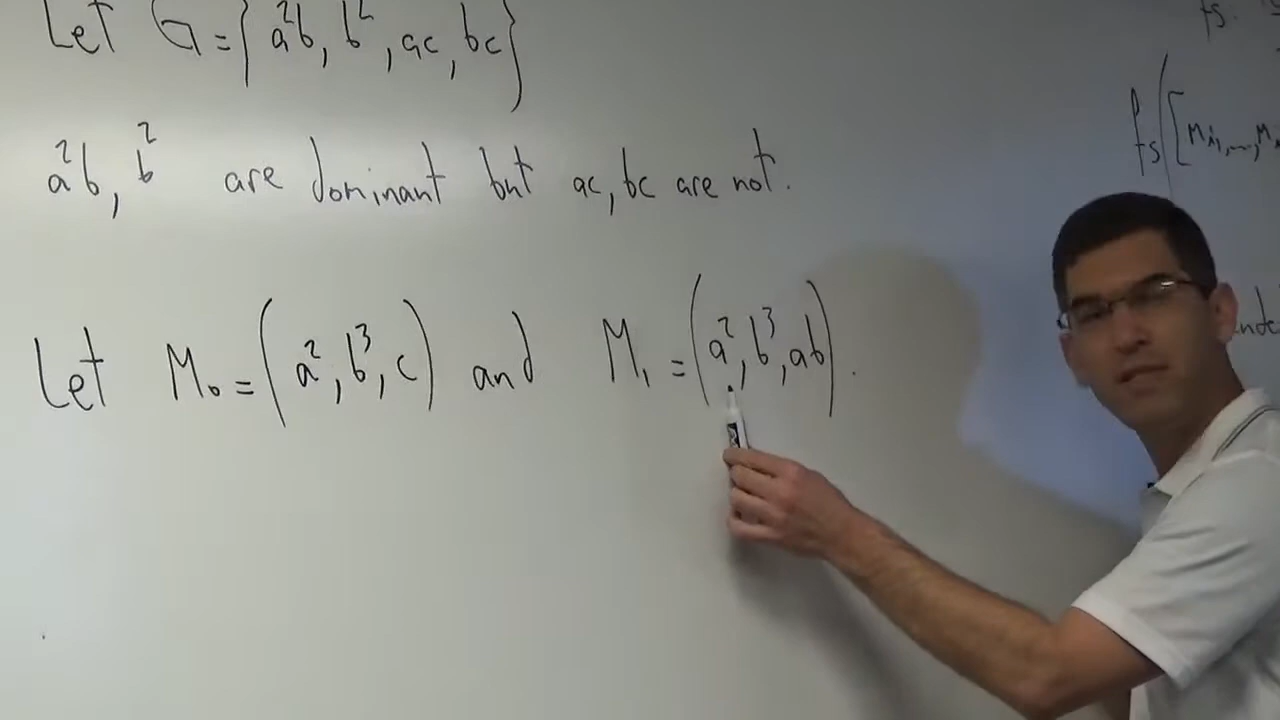 Let G = {a²b, b², ac, bc}
a²b, b² are dominant but ac, bc are not.
Let M₀ = (a², b³, c) and M₁ = (a², b³, ab).
fs([m